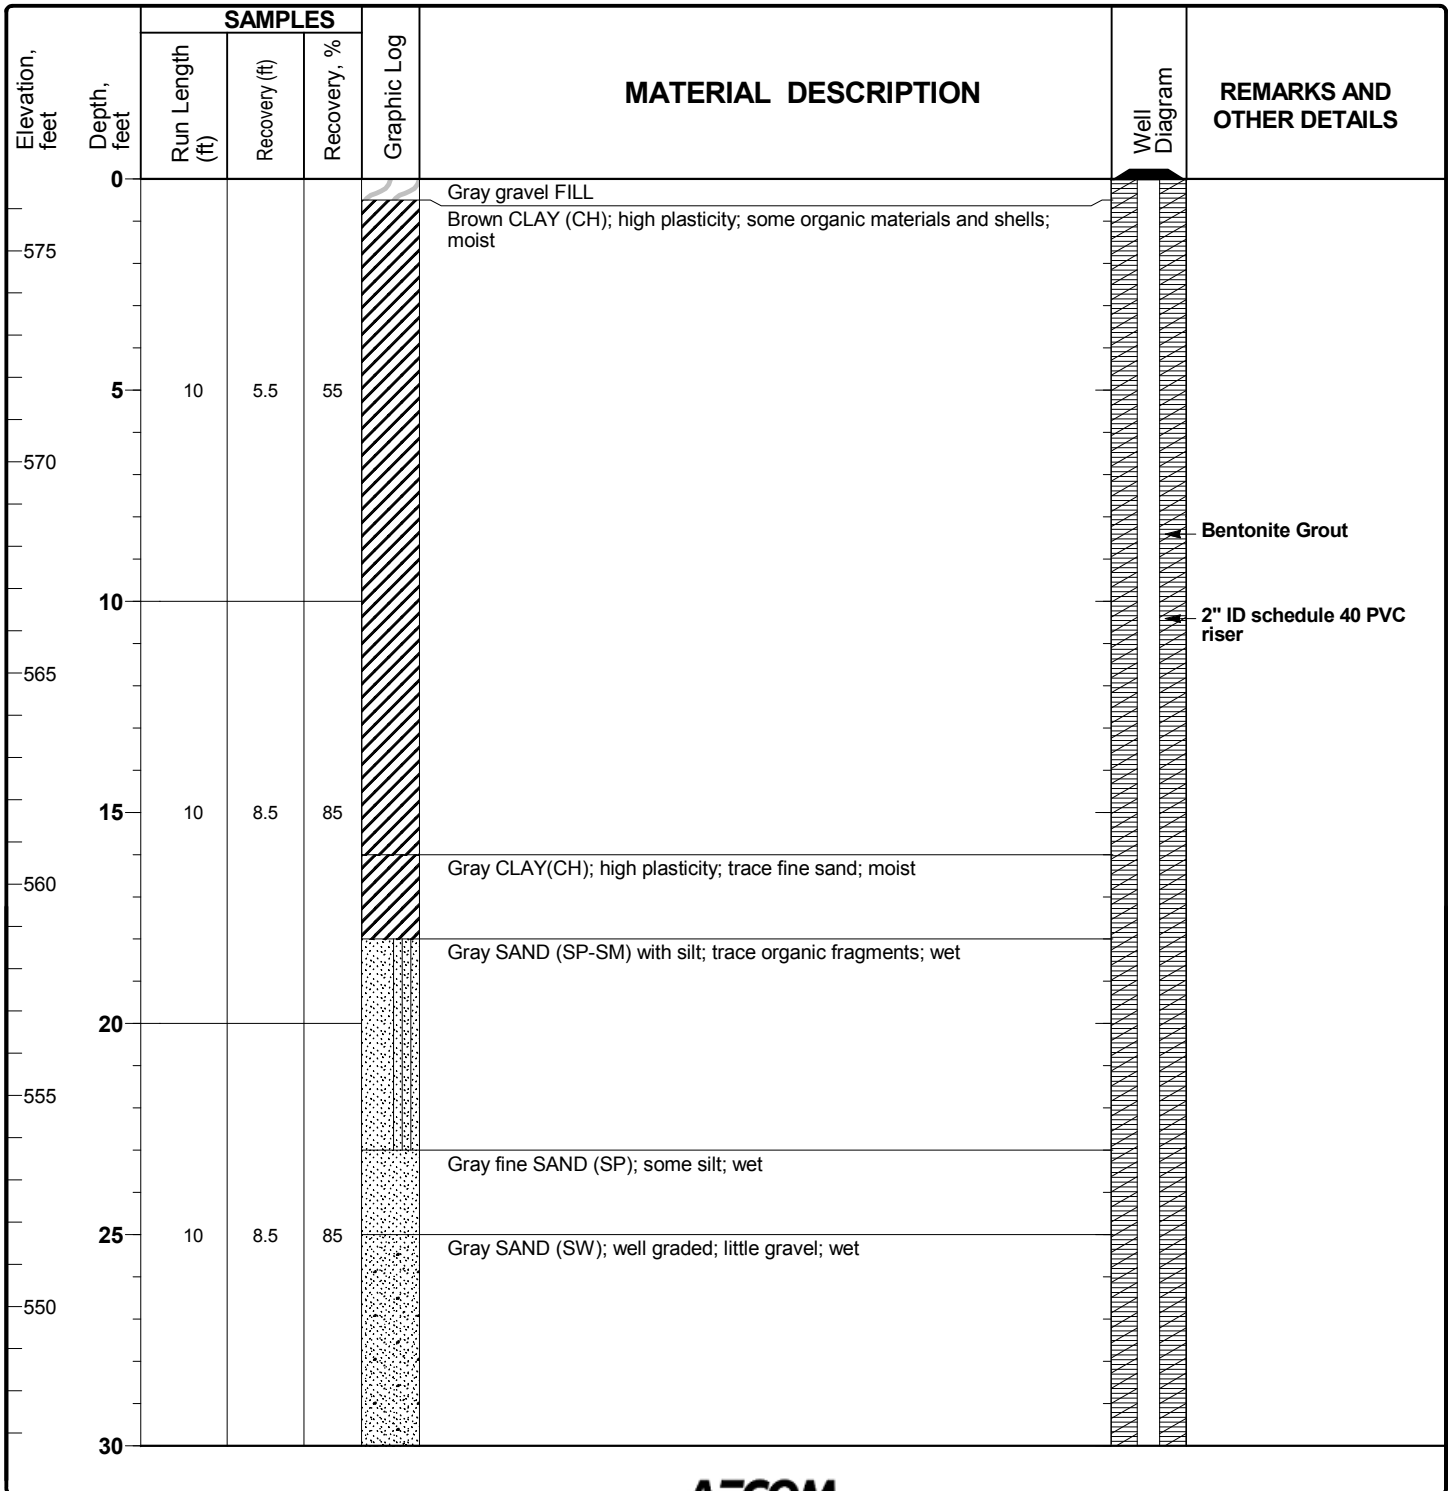 SAMPLES
Elevation,
feet
Depth,
feet
Run Length
(ft)
Recovery (ft)
Recovery, %
Graphic Log
MATERIAL DESCRIPTION
Well
Diagram
REMARKS AND
OTHER DETAILS
0
Gray gravel FILL
Brown CLAY (CH); high plasticity; some organic materials and shells;
moist
575
5 10 5.5 55
570
Bentonite Grout
10
2" ID schedule 40 PVC
riser
565
15 10 8.5 85
Gray CLAY(CH); high plasticity; trace fine sand; moist
560
Gray SAND (SP-SM) with silt; trace organic fragments; wet
20
555
Gray fine SAND (SP); some silt; wet
25 10 8.5 85
Gray SAND (SW); well graded; little gravel; wet
550
30
AECOM